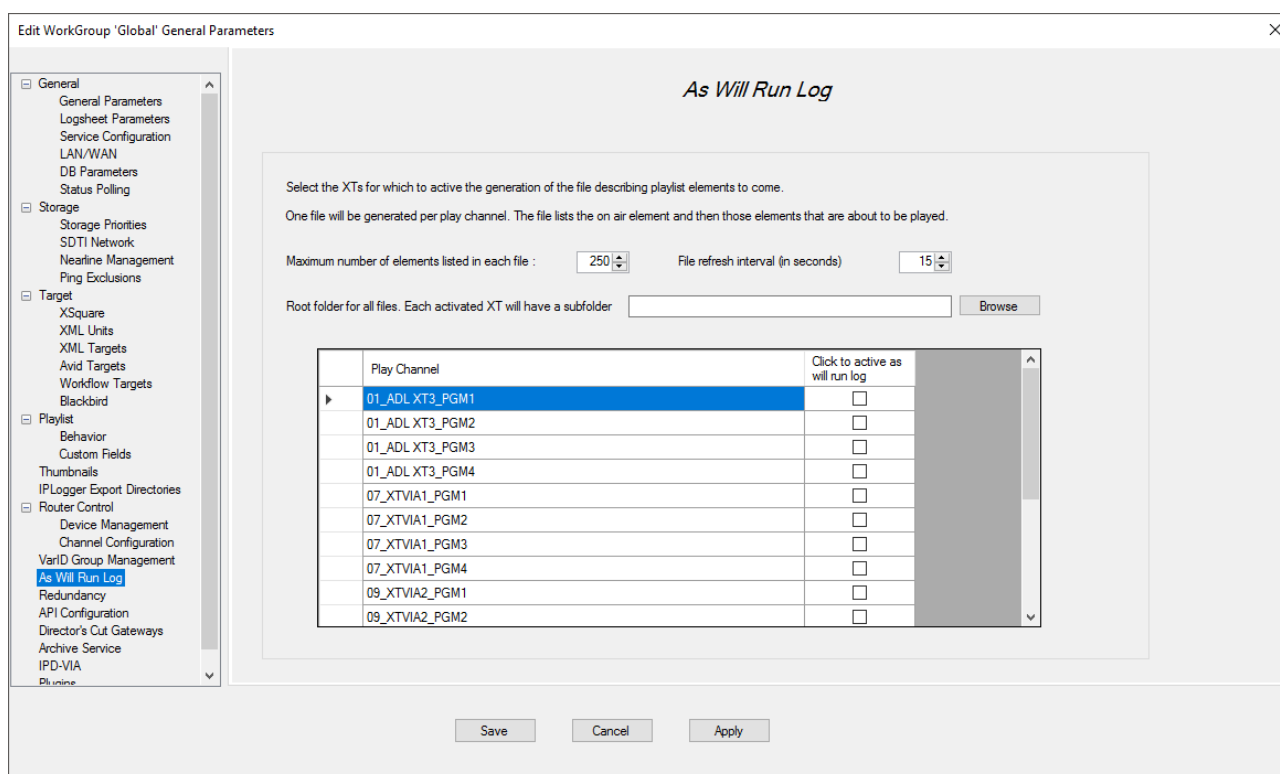 Edit WorkGroup 'Global' General Parameters
General
General Parameters
Logsheet Parameters
Service Configuration
LAN/WAN
DB Parameters
Status Polling
Storage
Storage Priorities
SDTI Network
Nearline Management
Ping Exclusions
Target
XSquare
XML Units
XML Targets
Avid Targets
Workflow Targets
Blackbird
Playlist
Behavior
Custom Fields
Thumbnails
IPLogger Export Directories
Router Control
Device Management
Channel Configuration
VarID Group Management
As Will Run Log
Redundancy
API Configuration
Director's Cut Gateways
Archive Service
IPD-VIA
Plugins
As Will Run Log
Select the XTs for which to active the generation of the file describing playlist elements to come.
One file will be generated per play channel. The file lists the on air element and then those elements that are about to be played.
Maximum number of elements listed in each file : 250 File refresh interval (in seconds) 15
Root folder for all files. Each activated XT will have a subfolder Browse
Play Channel Click to active as
will run log
01_ADL XT3_PGM1
01_ADL XT3_PGM2
01_ADL XT3_PGM3
01_ADL XT3_PGM4
07_XTVIA1_PGM1
07_XTVIA1_PGM2
07_XTVIA1_PGM3
07_XTVIA1_PGM4
09_XTVIA2_PGM1
09_XTVIA2_PGM2
Save Cancel Apply